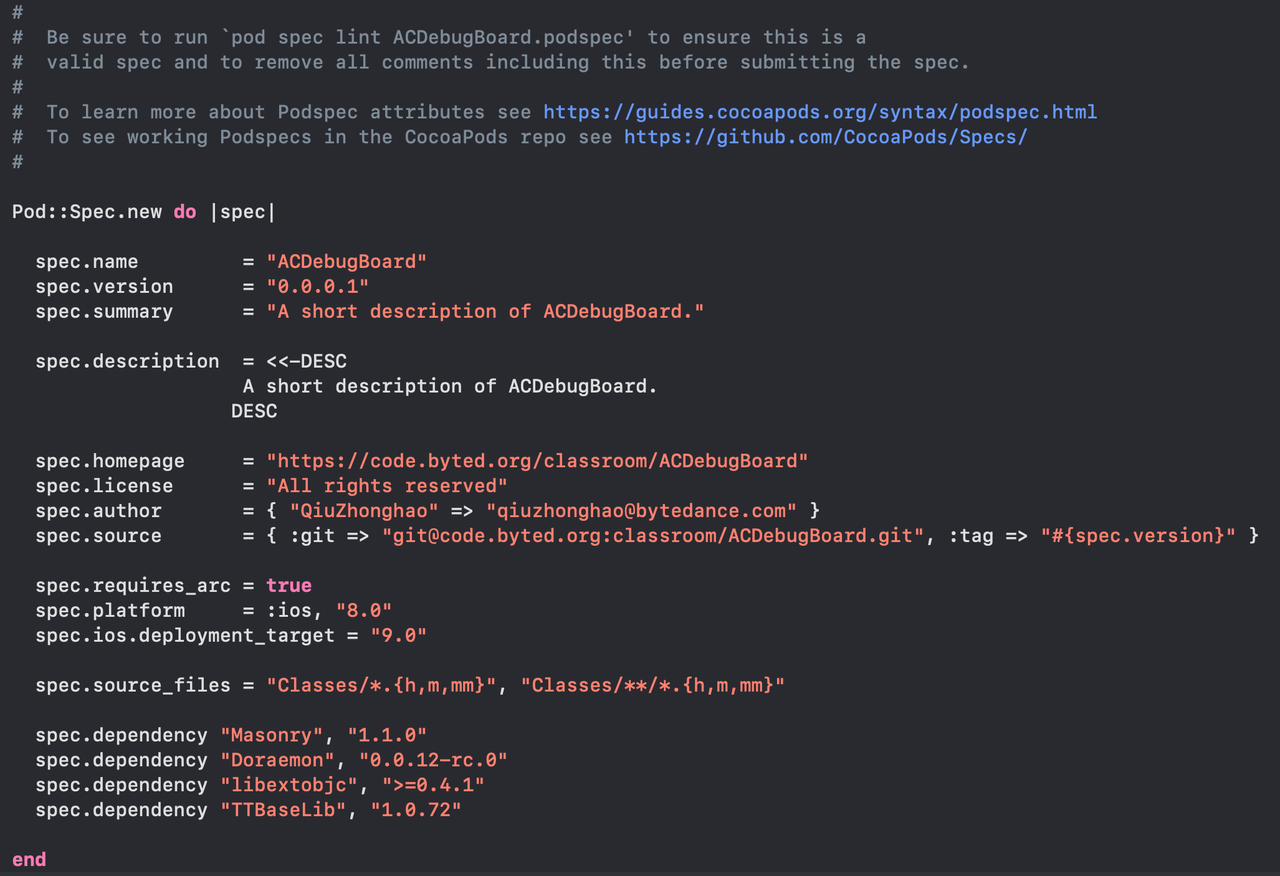 #
#  Be sure to run `pod spec lint ACDebugBoard.podspec' to ensure this is a
#  valid spec and to remove all comments including this before submitting the spec.
#
#  To learn more about Podspec attributes see https://guides.cocoapods.org/syntax/podspec.html
#  To see working Podspecs in the CocoaPods repo see https://github.com/CocoaPods/Specs/
#

Pod::Spec.new do |spec|

  spec.name         = "ACDebugBoard"
  spec.version      = "0.0.0.1"
  spec.summary      = "A short description of ACDebugBoard."

  spec.description  = <<-DESC
                    A short description of ACDebugBoard.
                   DESC

  spec.homepage     = "https://code.byted.org/classroom/ACDebugBoard"
  spec.license      = "All rights reserved"
  spec.author       = { "QiuZhonghao" => "qiuzhonghao@bytedance.com" }
  spec.source       = { :git => "git@code.byted.org:classroom/ACDebugBoard.git", :tag => "#{spec.version}" }

  spec.requires_arc = true
  spec.platform     = :ios, "8.0"
  spec.ios.deployment_target = "9.0"

  spec.source_files = "Classes/*.{h,m,mm}", "Classes/**/*.{h,m,mm}"

  spec.dependency "Masonry", "1.1.0"
  spec.dependency "Doraemon", "0.0.12-rc.0"
  spec.dependency "libextobjc", ">=0.4.1"
  spec.dependency "TTBaseLib", "1.0.72"

end